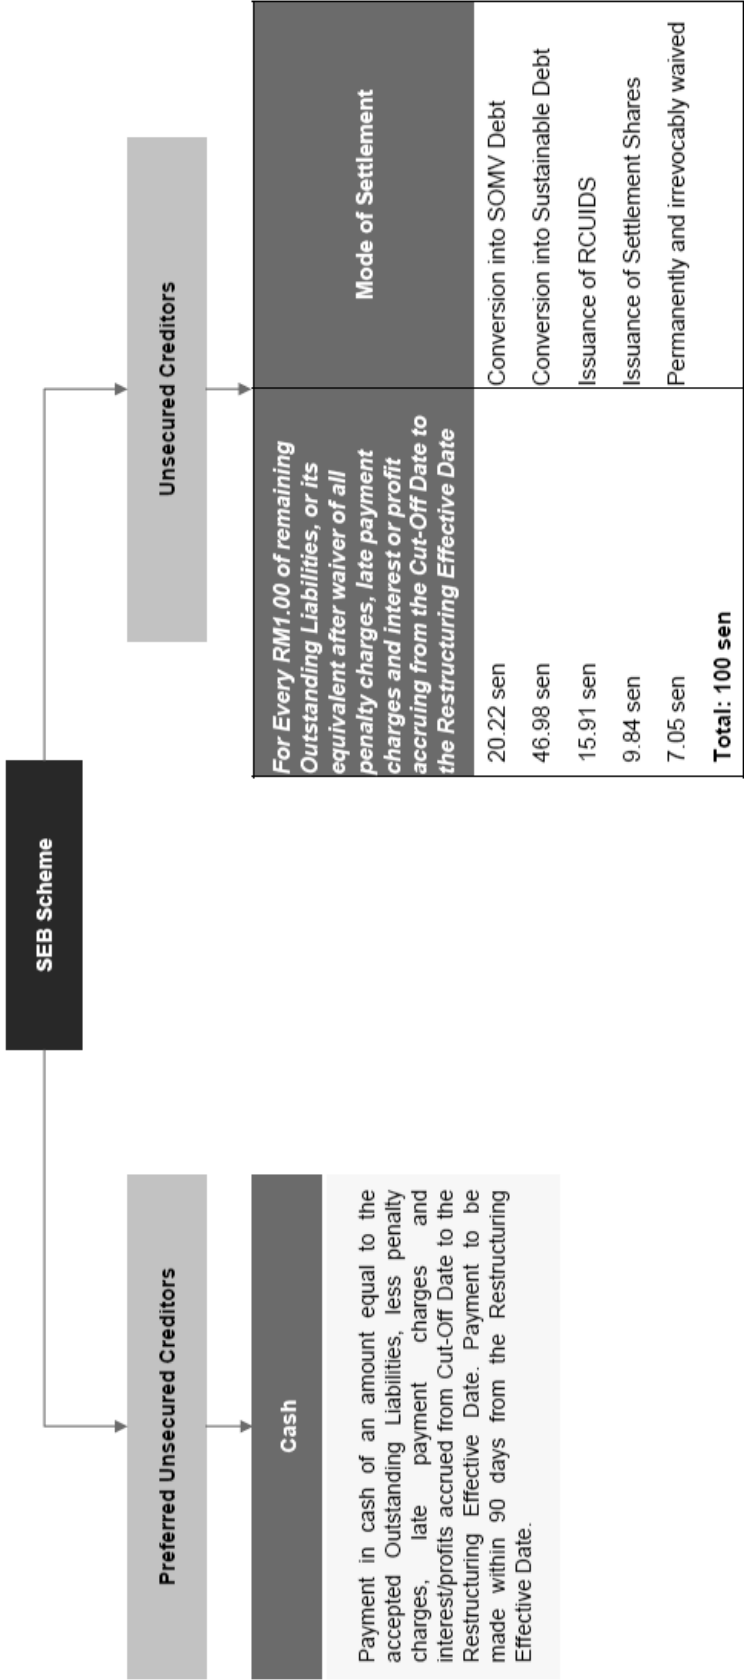 SEB Scheme
Preferred Unsecured Creditors
Cash
Payment in cash of an amount equal to the
accepted Outstanding Liabilities, less penalty
charges, late payment charges and
interest/profits accrued from Cut-Off Date to the
Restructuring Effective Date. Payment to be
made within 90 days from the Restructuring
Effective Date.
Unsecured Creditors
For Every RM1.00 of remaining
Outstanding Liabilities, or its
equivalent after waiver of all
penalty charges, late payment
charges and interest or profit
accruing from the Cut-Off Date to
the Restructuring Effective Date
Mode of Settlement
20.22 sen Conversion into SOMV Debt
46.98 sen Conversion into Sustainable Debt
15.91 sen Issuance of RCUIDS
9.84 sen Issuance of Settlement Shares
7.05 sen Permanently and irrevocably waived
Total: 100 sen